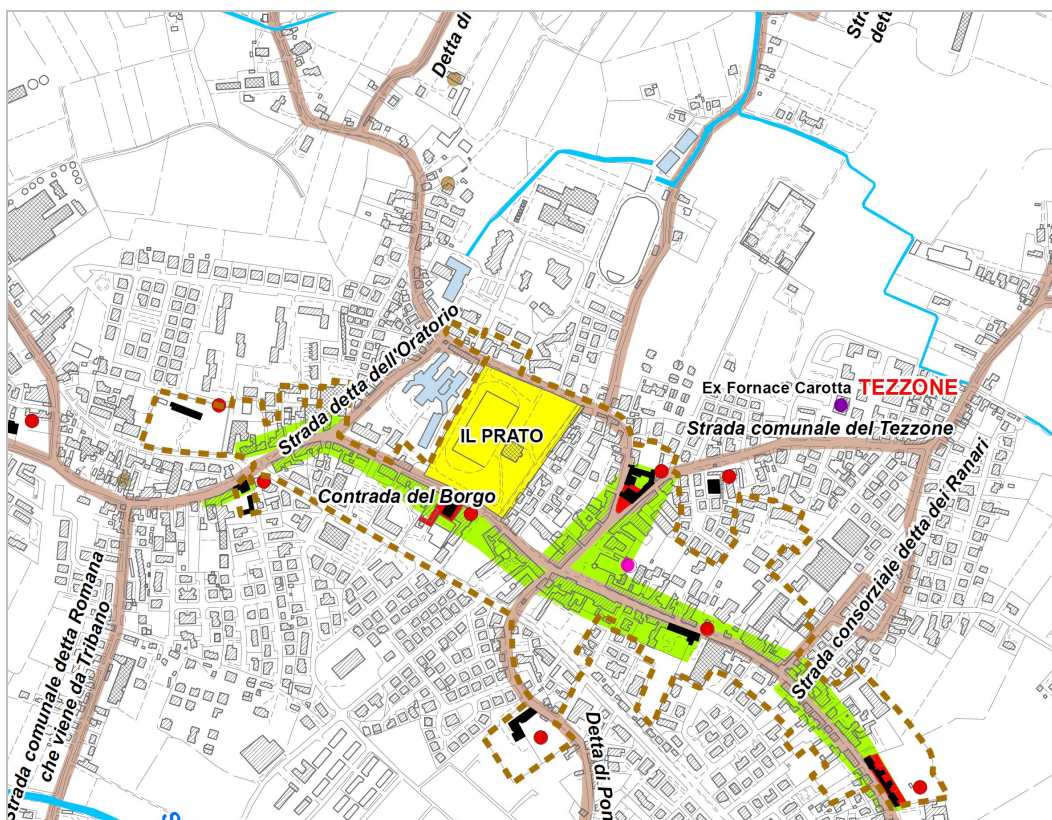 Detta di
Strada
dett
Strada detta dell'Oratorio
Ex Fornace Carotta
TEZZONE
IL PRATO
Strada comunale del Tezzone
Contrada del Borgo
Strada consorziale detta dei Ranari
Strada comunale detta Romana
che viene da Tribano
Detta di Pon